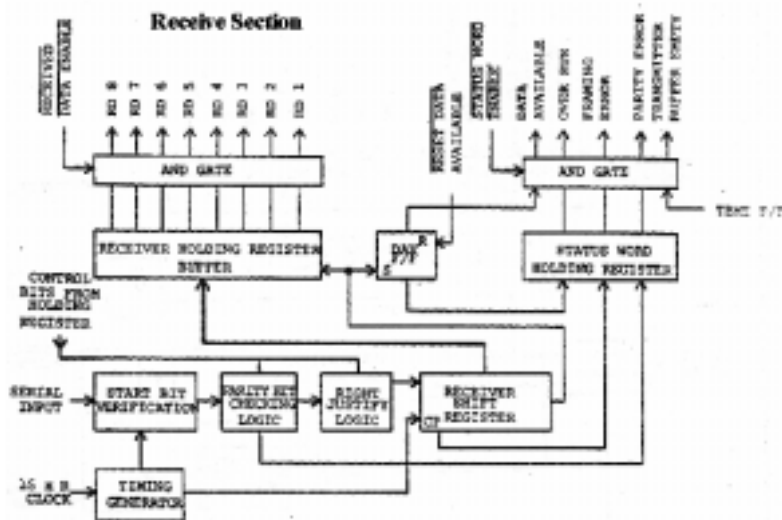 Receive Section
RECEIVED
DATA ENABLE
RD 8
RD 7
RD 6
RD 5
RD 4
RD 3
RD 2
RD 1
RESET DATA
AVAILABLE
STATUS WORD
ENABLE
DATA
AVAILABLE
OVER RUN
FRAMING
ERROR
PARITY ERROR
TRANSMITTER
BUFFER EMPTY
AND GATE
AND GATE
RECEIVER HOLDING REGISTER
BUFFER
R
DAV
F/F
S
STATUS WORD
HOLDING REGISTER
CONTROL
BITS FROM
HOLDING
REGISTER
SERIAL
INPUT
START BIT
VERIFICATION
PARITY BIT
CHECKING
LOGIC
RIGHT
JUSTIFY
LOGIC
RECEIVER
SHIFT
REGISTER
CP
16 x R
CLOCK
TIMING
GENERATOR